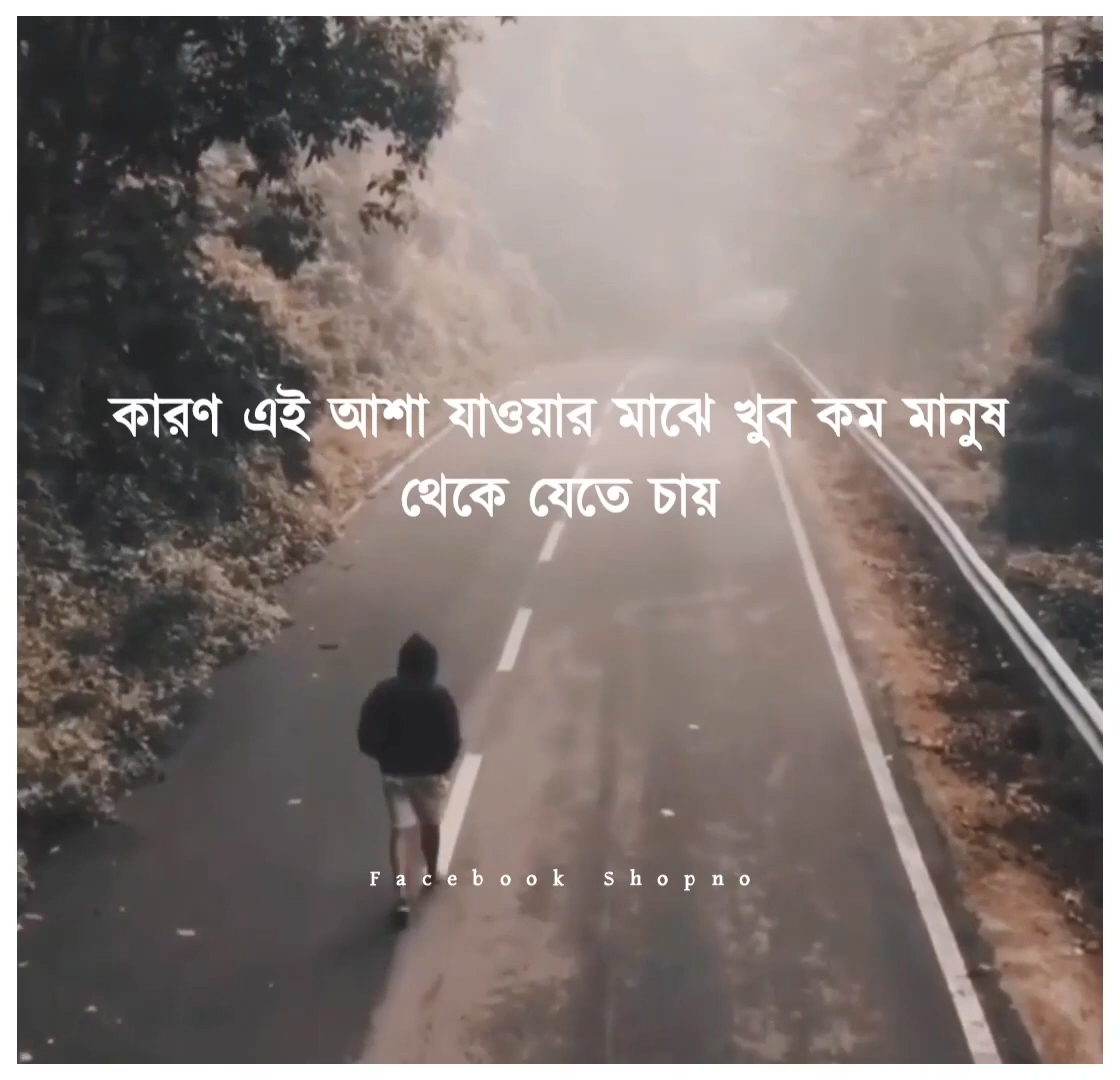 কারণ এই আশা যাওয়ার মাঝে খুব কম মানুষ
থেকে যেতে চায়
Facebook Shopno